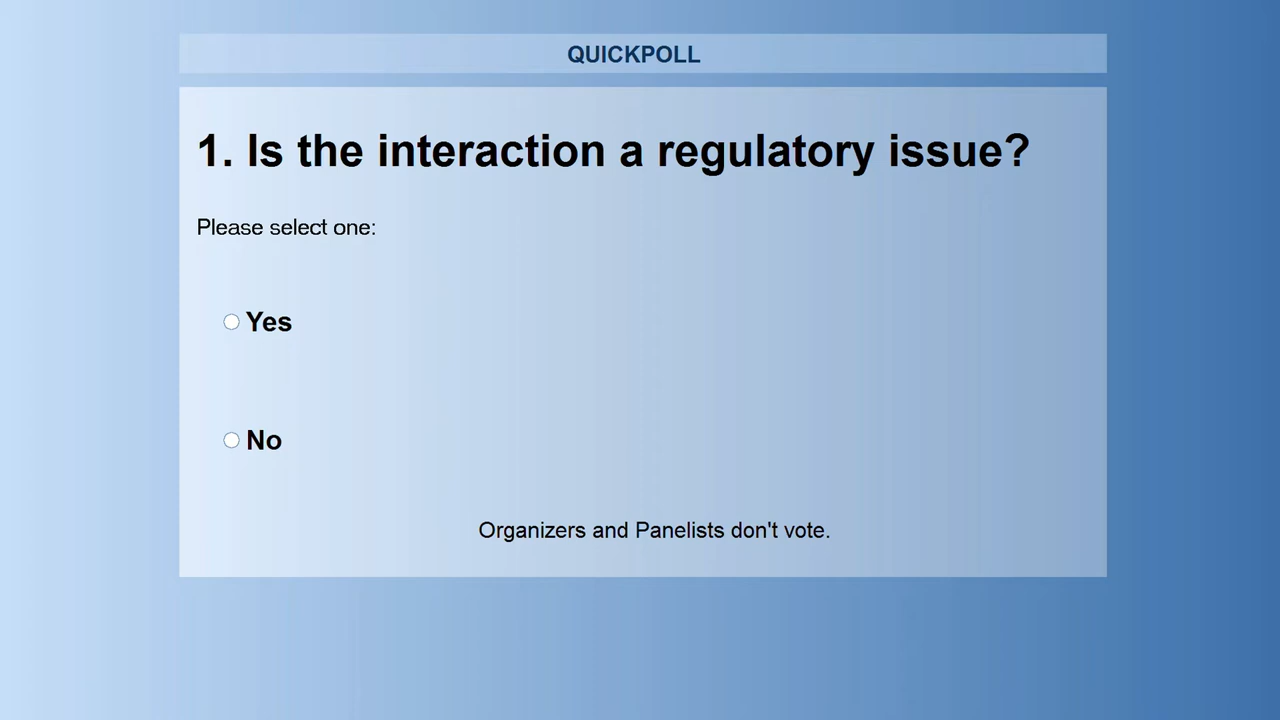 QUICKPOLL
1. Is the interaction a regulatory issue?
Please select one:
Yes
No
Organizers and Panelists don't vote.